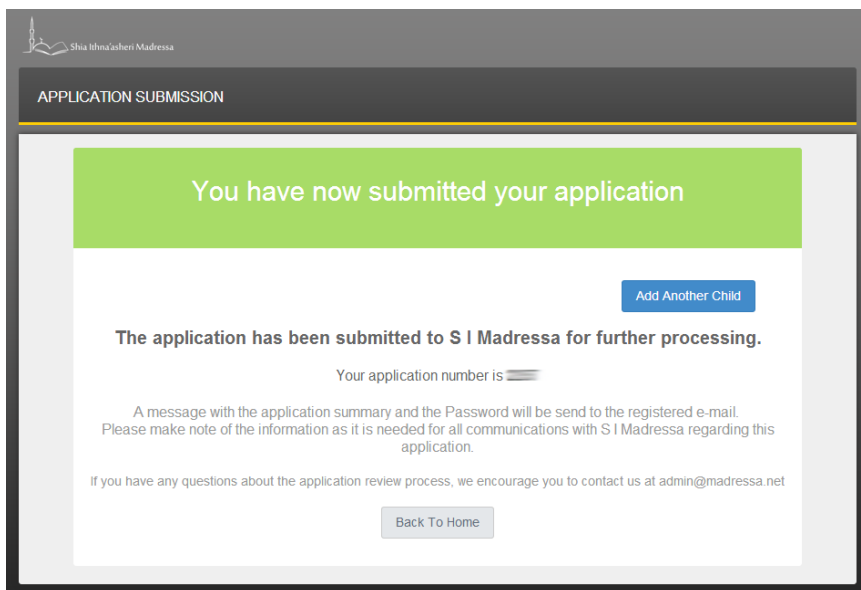 Shia Ithna'asheri Madressa
APPLICATION SUBMISSION
You have now submitted your application
Add Another Child
The application has been submitted to S I Madressa for further processing.
Your application number is
A message with the application summary and the Password will be send to the registered e-mail.
Please make note of the information as it is needed for all communications with S I Madressa regarding this
application.
If you have any questions about the application review process, we encourage you to contact us at admin@madressa.net
Back To Home